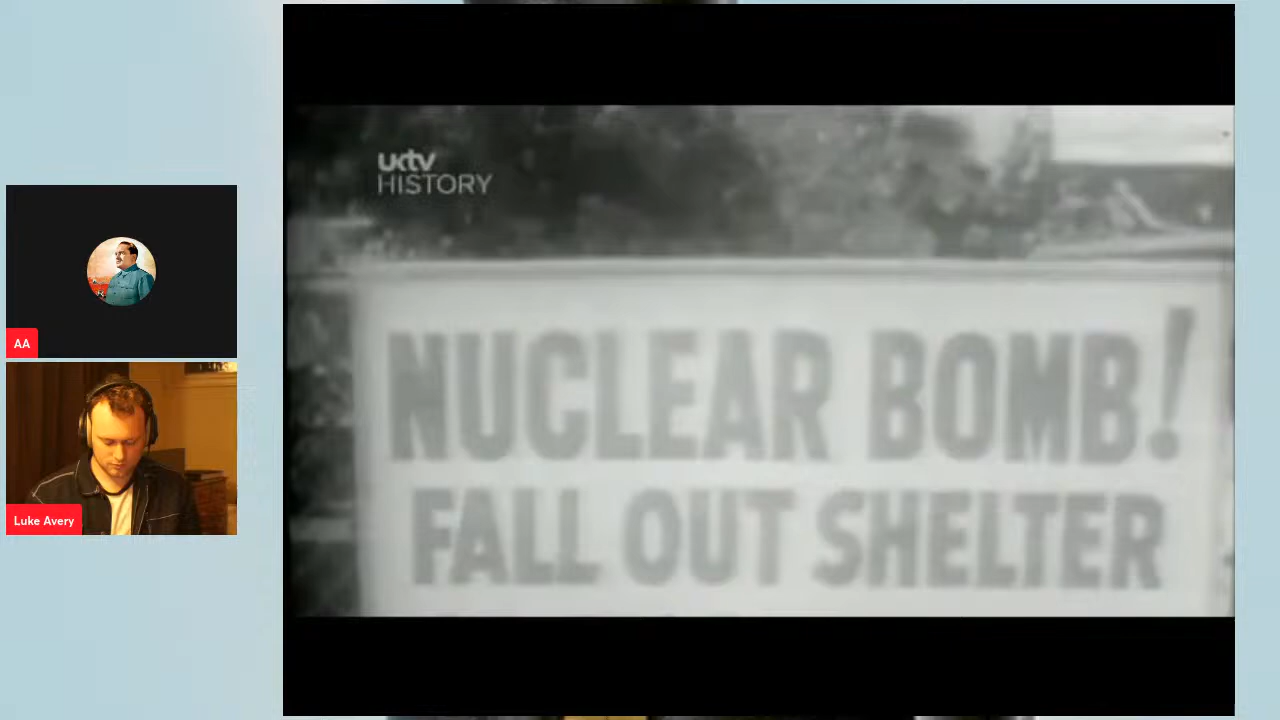 uktv
HISTORY
NUCLEAR BOMB!
FALL OUT SHELTER
AA
Luke Avery